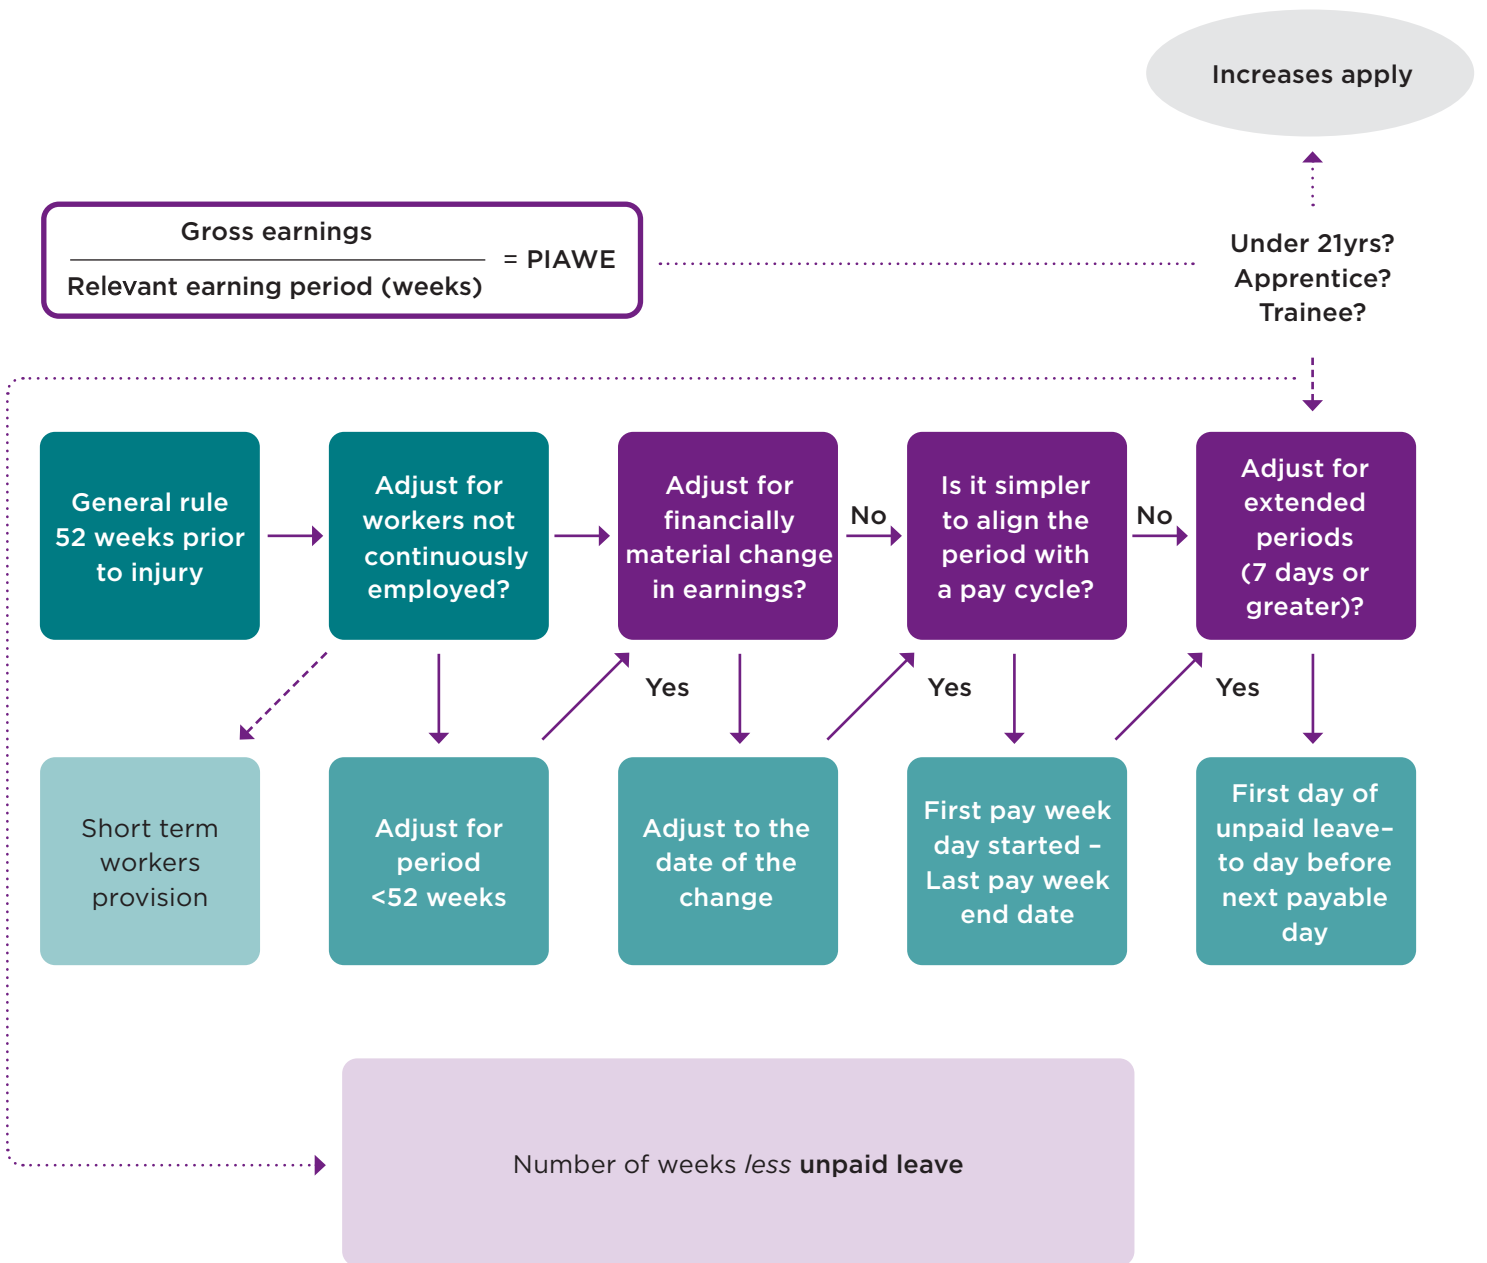 Increases apply
Gross earnings
Relevant earning period (weeks)
= PIAWE
Under 21yrs?
Apprentice?
Trainee?
General rule
52 weeks prior
to injury
Adjust for
workers not
continuously
employed?
Adjust for
financially
material change
in earnings?
No
Is it simpler
to align the
period with
a pay cycle?
No
Adjust for
extended
periods
(7 days or
greater)?
Yes
Yes
Yes
Short term
workers
provision
Adjust for
period
<52 weeks
Adjust to the
date of the
change
First pay week
day started –
Last pay week
end date
First day of
unpaid leave–
to day before
next payable
day
Number of weeks less unpaid leave